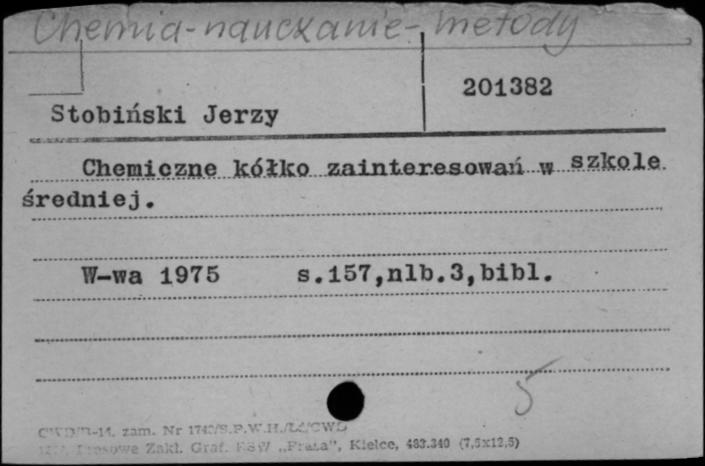 Chemia-nauczanie-metody
201382
Stobiński Jerzy
Chemiczne kółko zainteresowań w szkole
średniej.
W-wa 1975 s.157,nlb.3,bibl.
5
zam. Nr
Zakł. Graf. „Prasa”, Kielce, 483.340 (7,5x12,5)